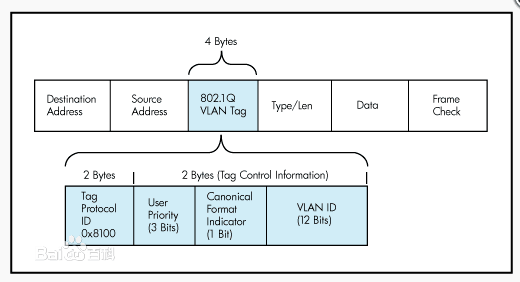 4 Bytes
Destination Address
Source Address
802.1Q VLAN Tag
Type/Len
Data
Frame Check
2 Bytes
2 Bytes (Tag Control Information)
Tag Protocol ID 0x8100
User Priority (3 Bits)
Canonical Format Indicator (1 Bit)
VLAN ID (12 Bits)
Baidu百科